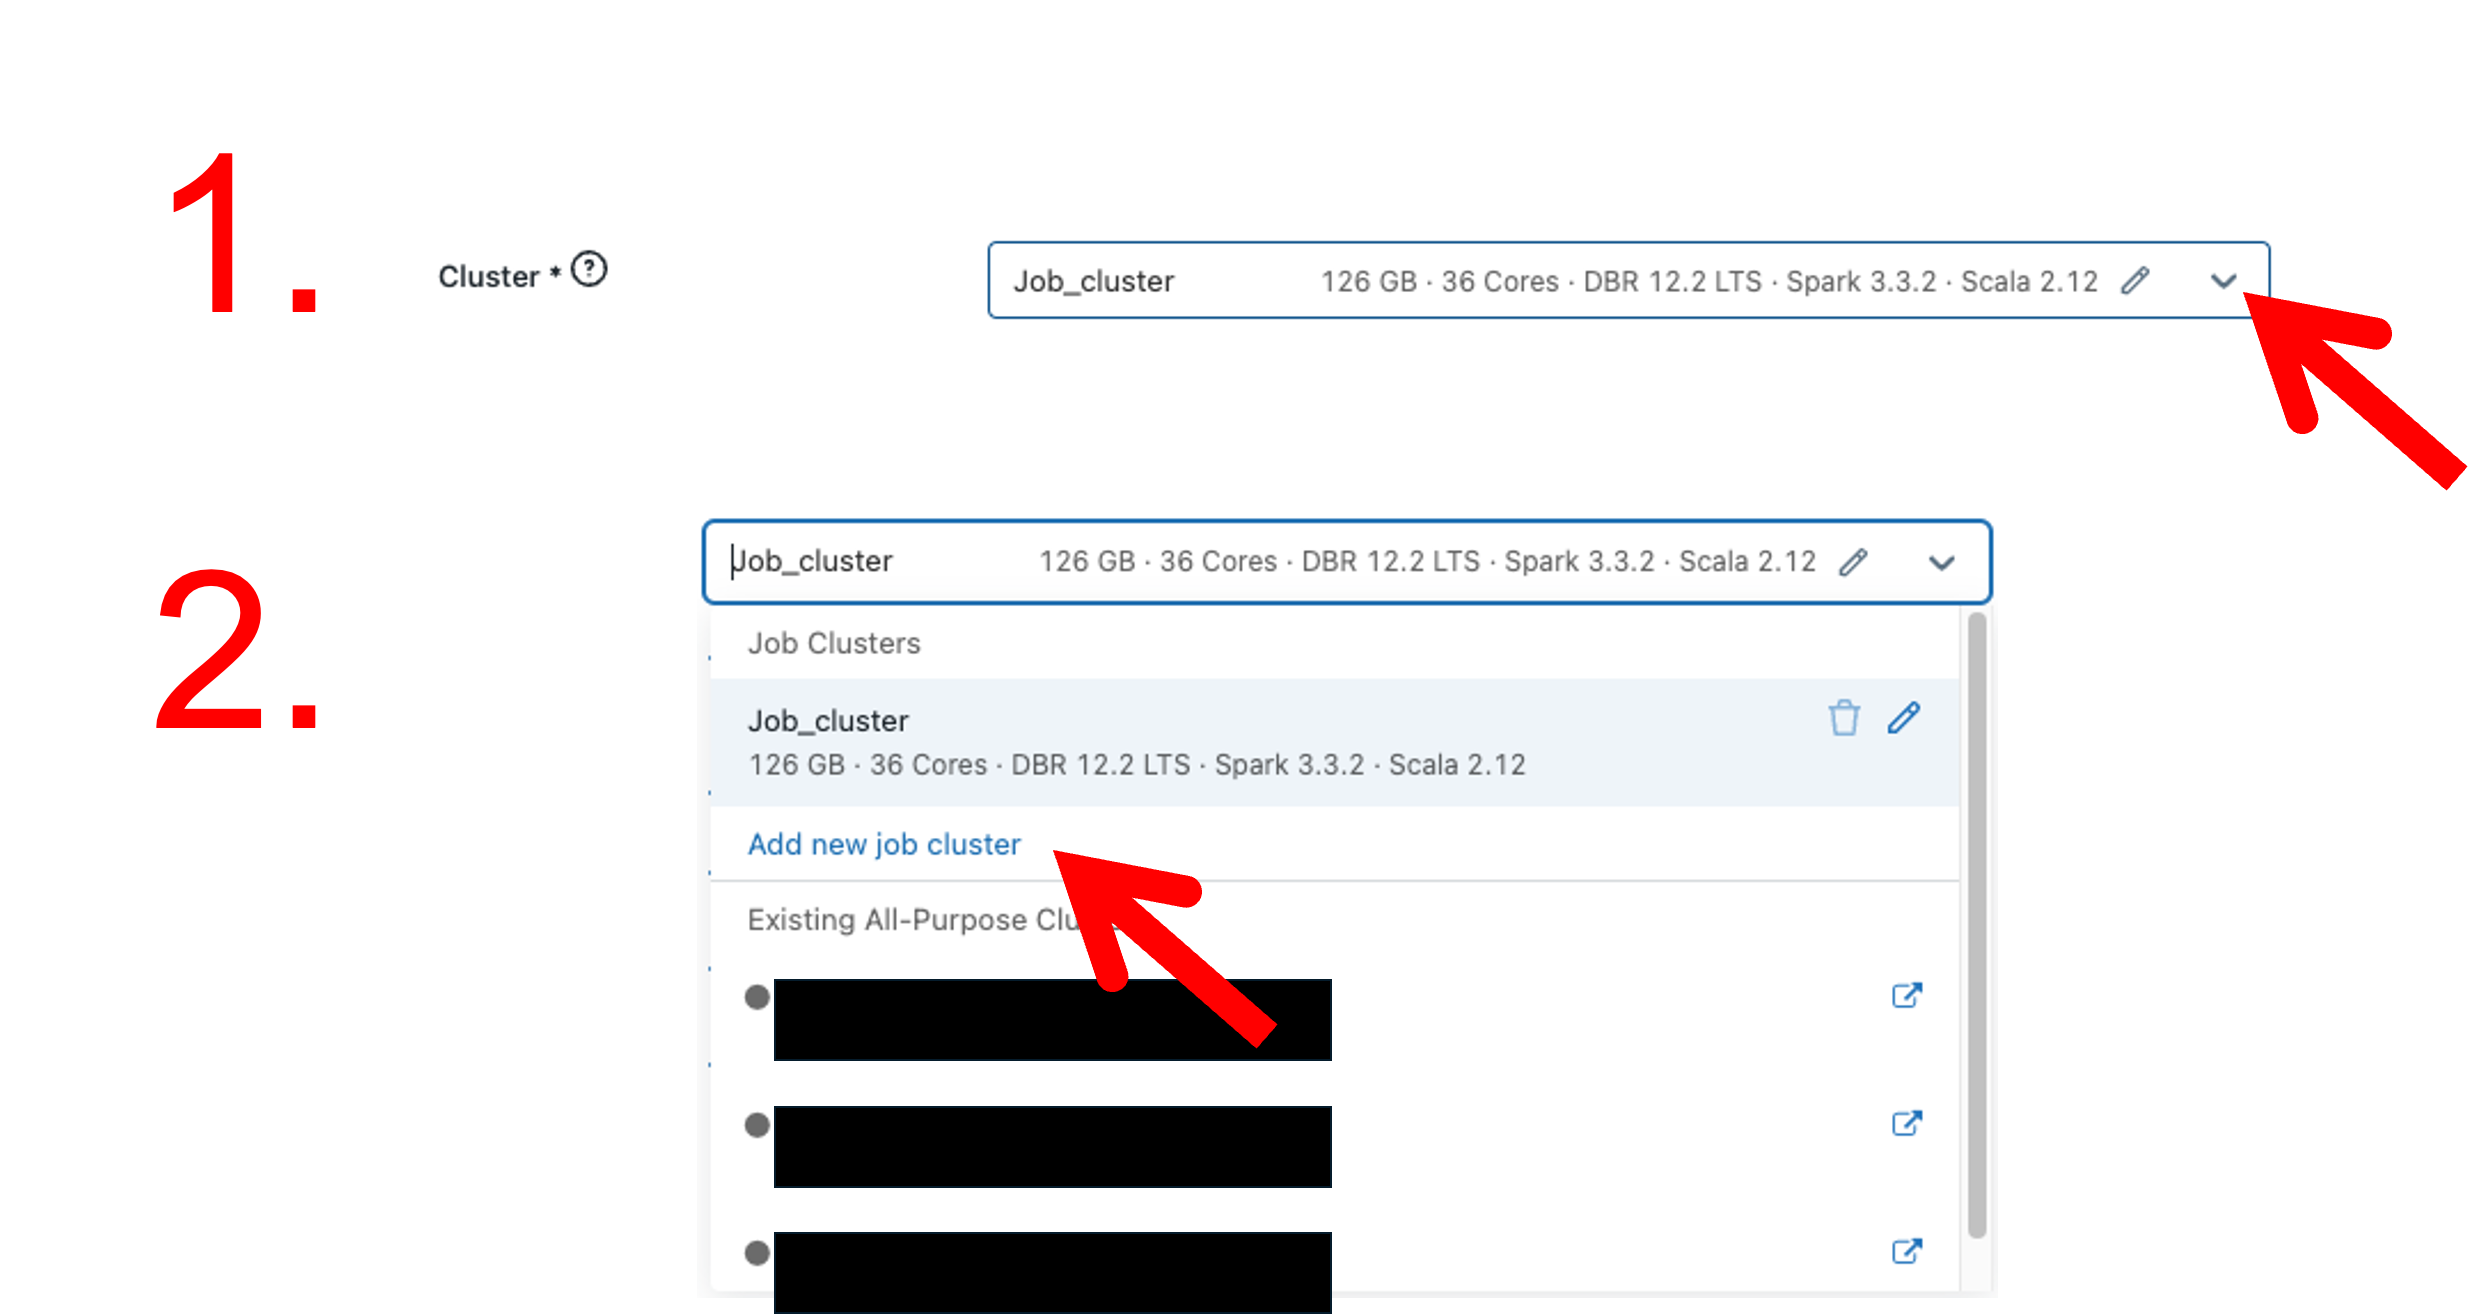 1.
Cluster * ?
Job_cluster 126 GB · 36 Cores · DBR 12.2 LTS · Spark 3.3.2 · Scala 2.12
2.
Job_cluster 126 GB · 36 Cores · DBR 12.2 LTS · Spark 3.3.2 · Scala 2.12
Job Clusters
Job_cluster
126 GB · 36 Cores · DBR 12.2 LTS · Spark 3.3.2 · Scala 2.12
Add new job cluster
Existing All-Purpose